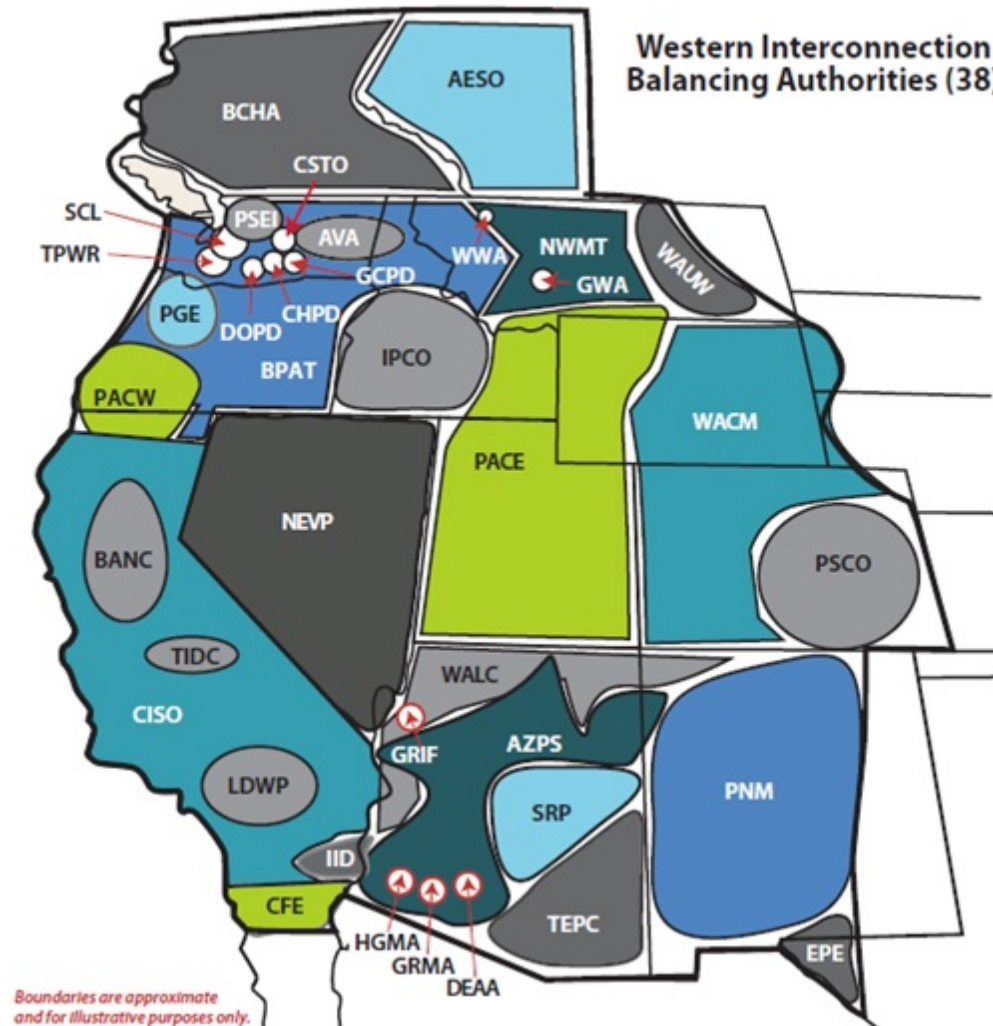 Western Interconnection
Balancing Authorities (38)
AESO
BCHA
CSTO
SCL
PSEI
TPWR
AVA
WWA
NWMT
WAUW
GCPD
GWA
PGE
CHPD
DOPD
IPCO
BPAT
PACW
WACM
PACE
NEVP
BANC
PSCO
TIDC
WALC
CISO
GRIF
AZPS
LDWP
PNM
SRP
IID
CFE
TEPC
HGMA
EPE
GRMA
DEAA
Boundaries are approximate
and for illustrative purposes only.